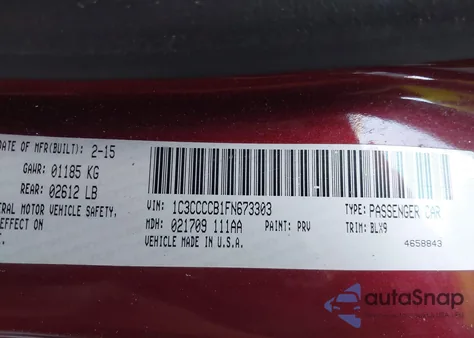 DATE OF MFR(BUILT): 2-15
GAWR: 01185 KG
REAR: 02612 LB
TRAL MOTOR VEHICLE SAFETY,
EFFECT ON
VIN: 1C3CCCCB1FN673303
TYPE: PASSENGER CAR
MDH: 021709 111AA
PAINT: PRV
TRIM: BLX9
VEHICLE MADE IN U.S.A.
4658843
autoSnap